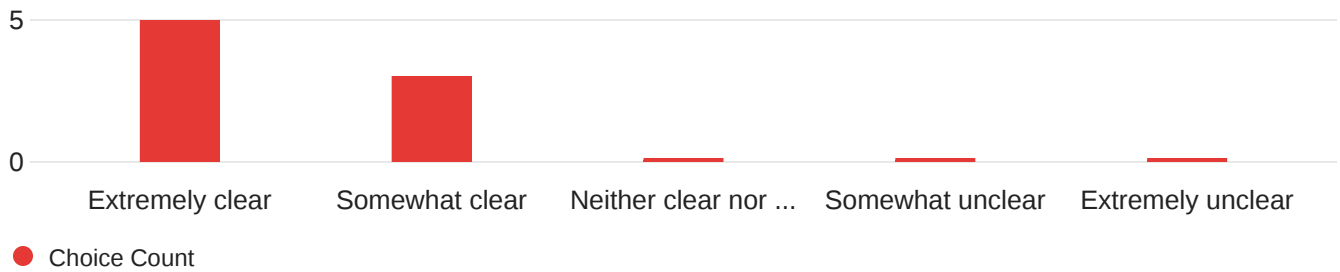 5
0
Extremely clear Somewhat clear Neither clear nor ... Somewhat unclear Extremely unclear
Choice Count